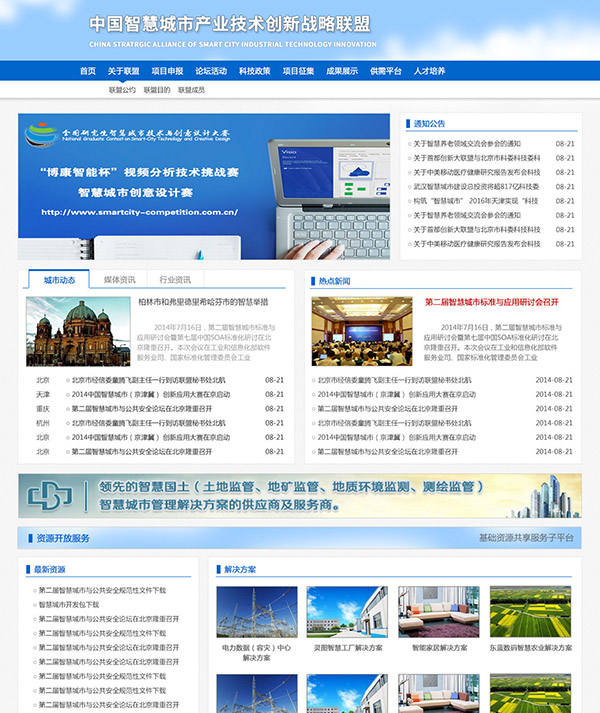 中国智慧城市产业技术创新战略联盟
CHINA STRATRGIC ALLIANCE OF SMART CITY INDUSTRIAL TECHNOLOGY INNOVATION
首页 关于联盟 项目申报 论坛活动 科技政策 项目征集 成果展示 供需平台 人才培养
联盟公约 联盟目的 联盟成员
全国研究生智慧城市技术与创意设计大赛
National Graduate Contest on Smart-City Technology and Creative Design
“博康智能杯”视频分析技术挑战赛
智慧城市创意设计赛
http://www.smartcity-competition.com.cn/
Visio
通知公告
关于智慧养老领域交流会参会的通知 08-21
关于首都创新大联盟与北京市科委科技委科 08-21
关于中美移动医疗健康研究报告发布会科技 08-21
武汉智慧城市建设总投资将超817亿科技委 08-21
构筑“智慧城市” 2016年天津实现“科技 08-21
关于智慧养老领域交流会参会的通知 08-21
关于首都创新大联盟与北京市科委科技委科 08-21
关于中美移动医疗健康研究报告发布会科技 08-21
城市动态 媒体资讯 行业资讯
柏林市和弗里德里希哈芬市的智慧举措
2014年7月16日，第二届智慧城市标准与
应用研讨会暨第七届中国SOA标准化研讨在北
京隆重召开。本次会议在工业和信息化部软件
服务业司、国家标准化管理委员会工业
北京 北京市经信委童腾飞副主任一行到访联盟秘书处北航 08-21
天津 2014中国智慧城市（京津冀）创新应用大赛在京启动 08-21
重庆 第二届智慧城市与公共安全论坛在北京隆重召开 08-21
杭州 北京市经信委童腾飞副主任一行到访联盟秘书处北航 08-21
北京 2014中国智慧城市（京津冀）创新应用大赛在京启动 08-21
北京 第二届智慧城市与公共安全论坛在北京隆重召开 08-21
热点新闻
第二届智慧城市标准与应用研讨会召开
2014年7月16日，第二届智慧城市标准与
应用研讨会暨第七届中国SOA标准化研讨在北
京隆重召开。本次会议在工业和信息化部软件
服务业司、国家标准化管理委员会工业
北京市经信委童腾飞副主任一行到访联盟秘书处北航 2014-08-21
2014中国智慧城市（京津冀）创新应用大赛在京启动 2014-08-21
第二届智慧城市与公共安全论坛在北京隆重召开 2014-08-21
北京市经信委童腾飞副主任一行到访联盟秘书处北航 2014-08-21
2014中国智慧城市（京津冀）创新应用大赛在京启动 2014-08-21
第二届智慧城市与公共安全论坛在北京隆重召开 2014-08-21
领先的智慧国土（土地监管、地矿监管、地质环境监测、测绘监管）
智慧城市管理解决方案的供应商及服务商。
资源开放服务 基础资源共享服务子平台
最新资源
第二届智慧城市与公共安全规范性文件下载
智慧城市开发包下载
第二届智慧城市与公共安全论坛在北京隆重召开
第二届智慧城市与公共安全规范性文件下载
第二届智慧城市与公共安全论坛在北京隆重召开
第二届智慧城市与公共安全规范性文件下载
第二届智慧城市与公共安全论坛在北京隆重召开
第二届智慧城市与公共安全规范性文件下载
第二届智慧城市与公共安全论坛在北京隆重召开
解决方案
电力数据（容灾）中心
解决方案
灵图智慧工厂解决方案
智能家居解决方案
东蓝数码智慧农业解决方案